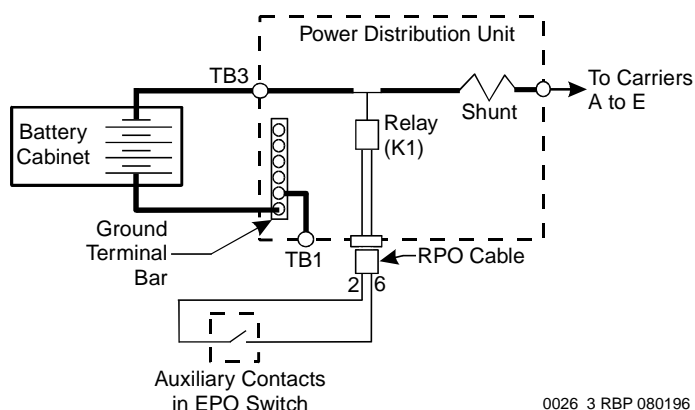 Power Distribution Unit
TB3
To Carriers
A to E
Shunt
Battery
Cabinet
Relay
(K1)
Ground
Terminal
Bar
TB1
RPO Cable
2 6
Auxiliary Contacts
in EPO Switch
0026 3 RBP 080196